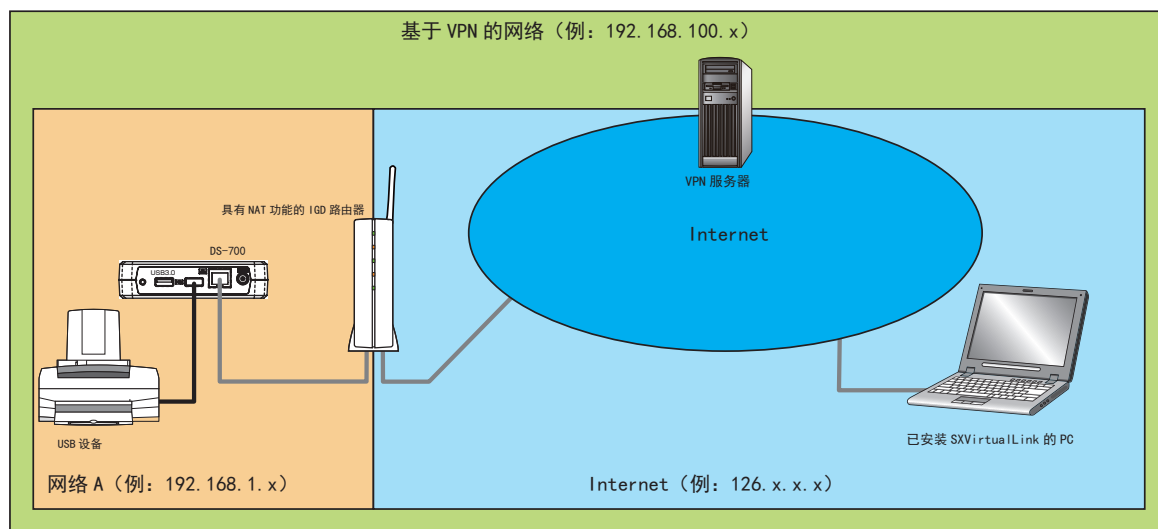 基于 VPN 的网络（例：192.168.100.x）
VPN 服务器
具有 NAT 功能的 IGD 路由器
Internet
DS-700
USB3.0
USB 设备
已安装 SXVirtualLink 的 PC
网络 A（例：192.168.1.x）
Internet（例：126.x.x.x）